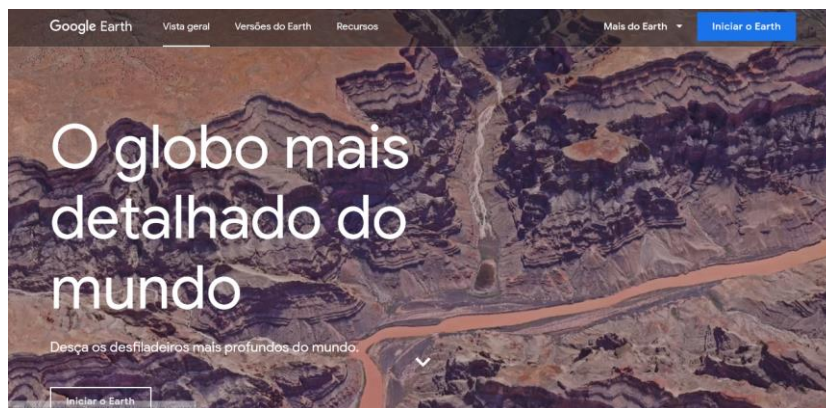 Google Earth Vista geral Versões do Earth Recursos Mais do Earth Iniciar o Earth
O globo mais
detalhado do
mundo
Desça os desfiladeiros mais profundos do mundo.
Iniciar o Earth